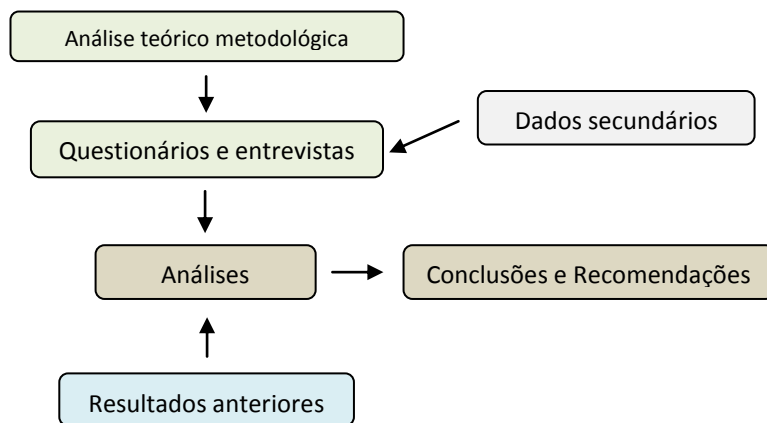 Análise teórico metodológica
Dados secundários
Questionários e entrevistas
Análises
Conclusões e Recomendações
Resultados anteriores